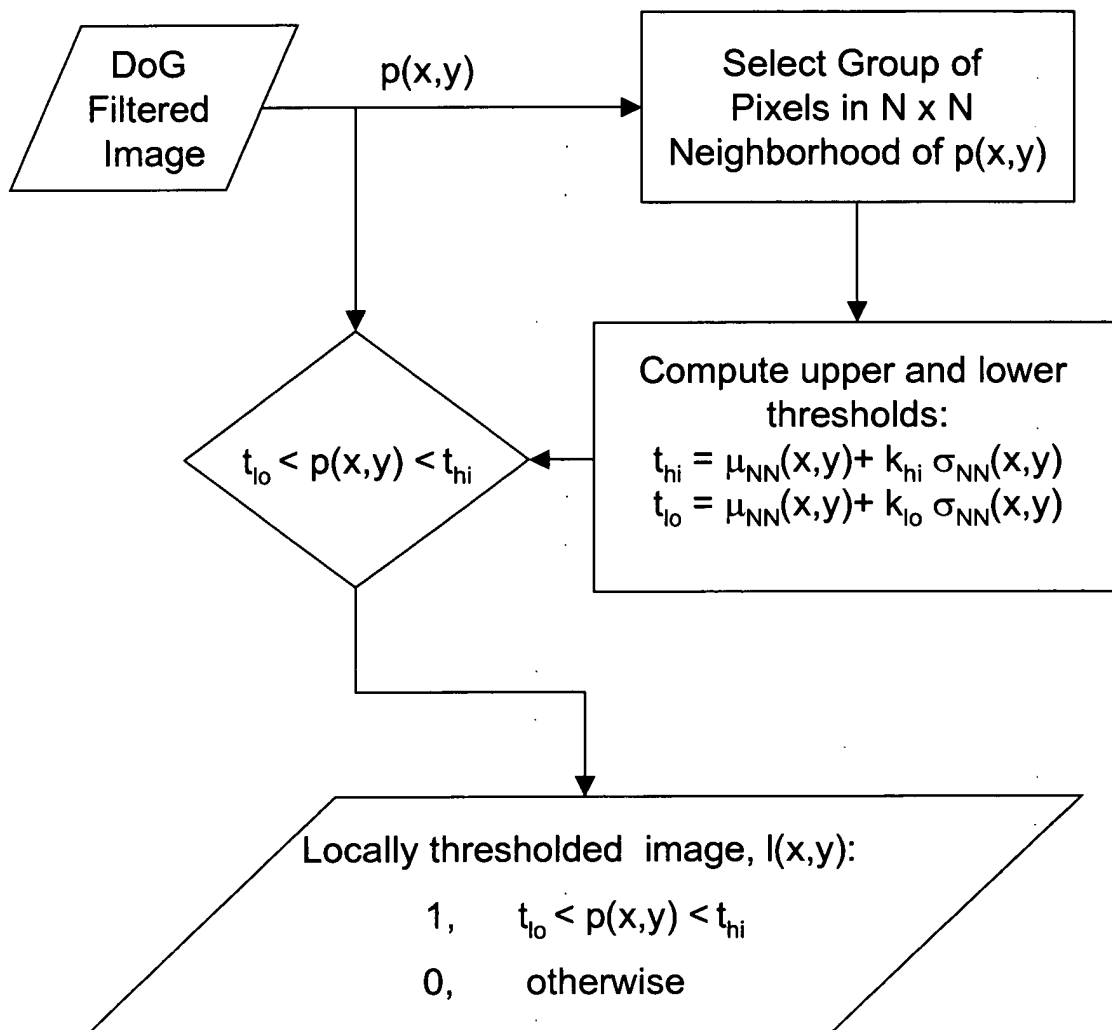 DoG
Filtered
Image
p(x,y)
Select Group of
Pixels in N x N
Neighborhood of p(x,y)
Compute upper and lower
thresholds:
t_hi = μ_NN(x,y)+ k_hi σ_NN(x,y)
t_lo = μ_NN(x,y)+ k_lo σ_NN(x,y)
t_lo < p(x,y) < t_hi
Locally thresholded image, l(x,y):
1, t_lo < p(x,y) < t_hi
0, otherwise